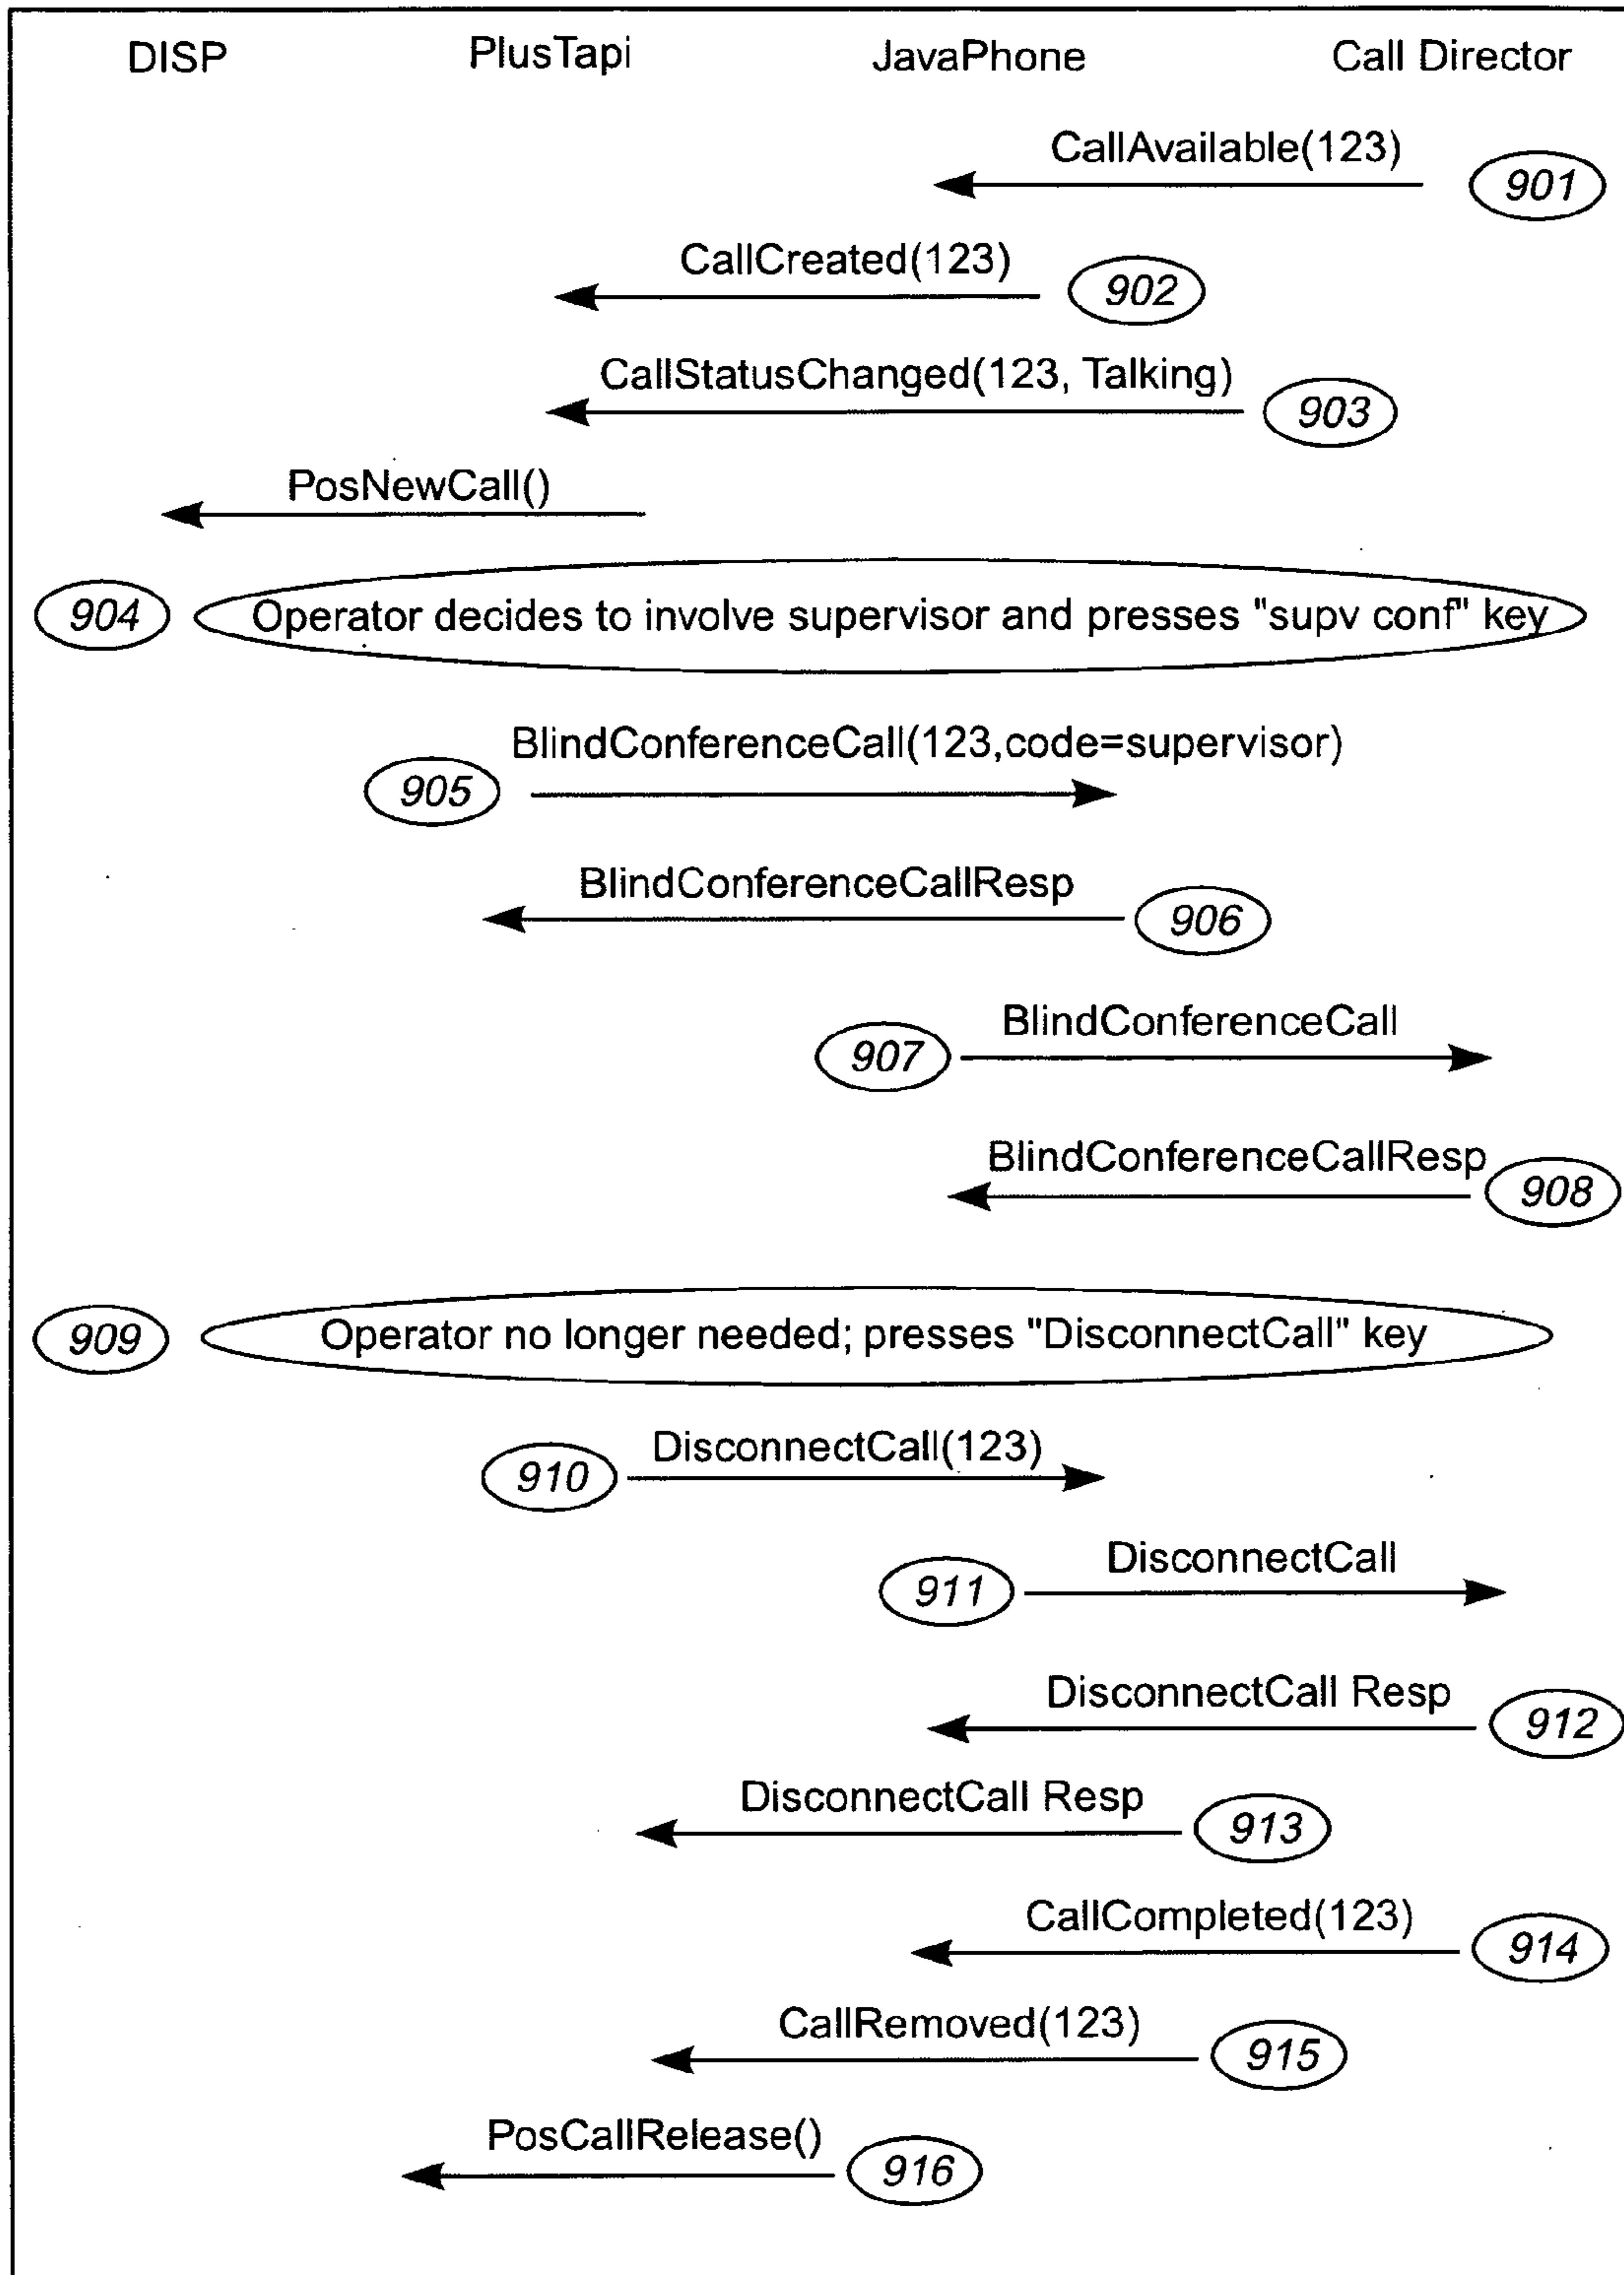 DISP PlusTapi JavaPhone Call Director
CallAvailable(123)
901
CallCreated(123)
902
CallStatusChanged(123, Talking)
903
PosNewCall()
904 Operator decides to involve supervisor and presses "supv conf" key
BlindConferenceCall(123,code=supervisor)
905
BlindConferenceCallResp
906
BlindConferenceCall
907
BlindConferenceCallResp
908
909 Operator no longer needed; presses "DisconnectCall" key
DisconnectCall(123)
910
DisconnectCall
911
DisconnectCall Resp
912
DisconnectCall Resp
913
CallCompleted(123)
914
CallRemoved(123)
915
PosCallRelease()
916